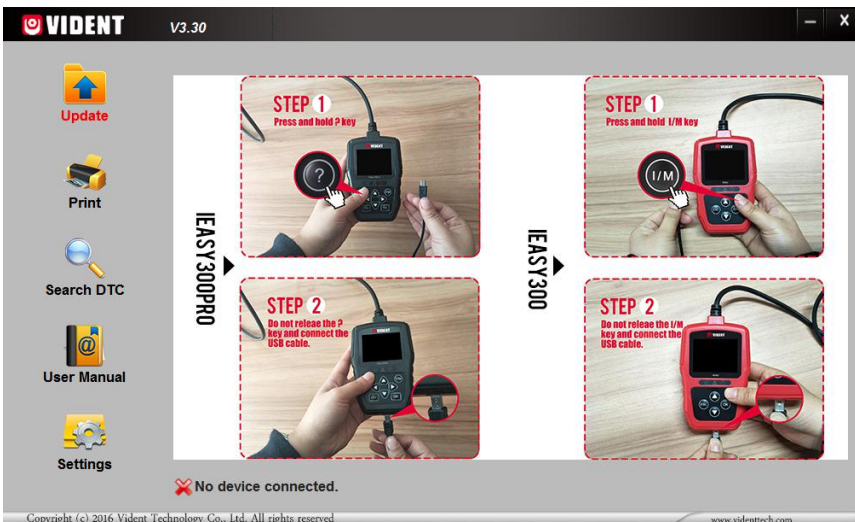 VIDENT
V3.30
Update
Print
Search DTC
User Manual
Settings
IEASY300PRO
STEP 1
Press and hold ? key
?
STEP 2
Do not releae the ?
key and connect the
USB cable.
IEASY300
STEP 1
Press and hold I/M key
I/M
STEP 2
Do not releae the I/M
key and connect the
USB cable.
No device connected.
Copyright (c) 2016 Vident Technology Co., Ltd. All rights reserved
www.videnttech.com